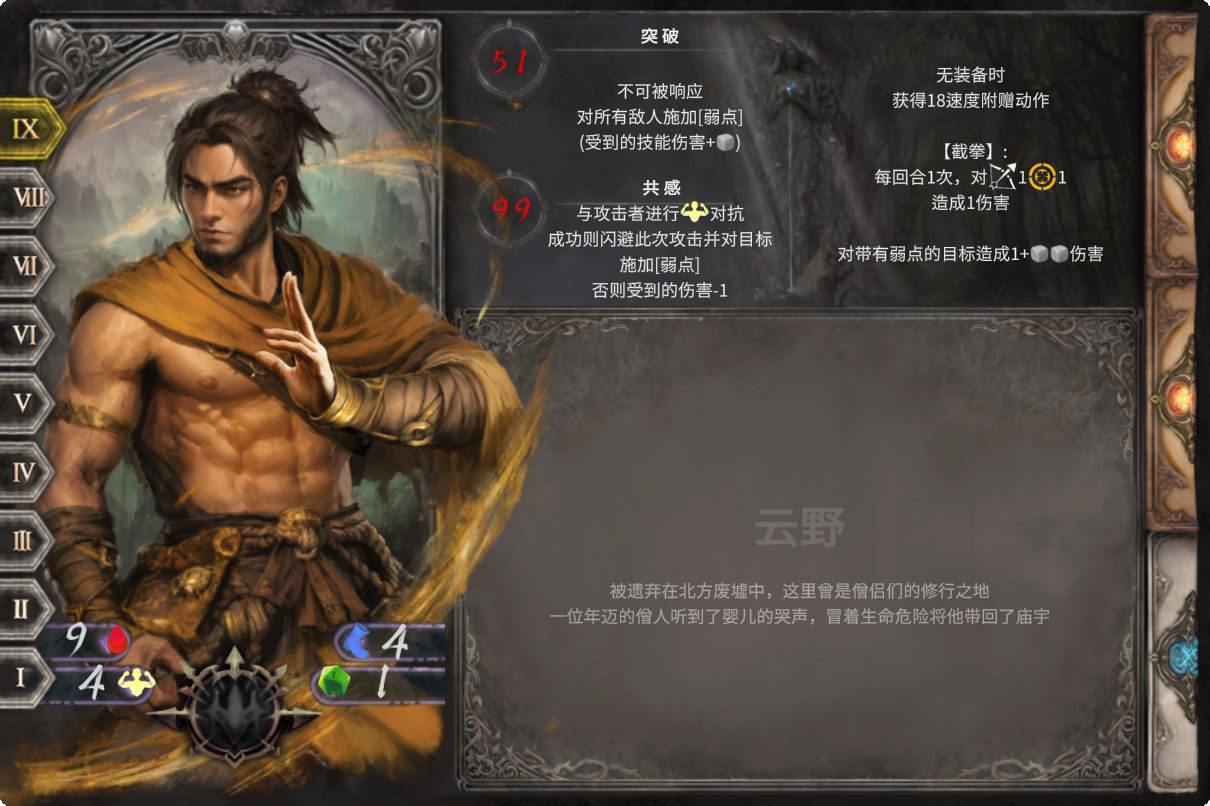 IX
VIII
VII
VI
V
IV
III
II
I
9
4
4
1
51
突破
不可被响应
对所有敌人施加[弱点]
(受到的技能伤害+)
99
共感
与攻击者进行对抗
成功则闪避此次攻击并对目标
施加[弱点]
否则受到的伤害-1
无装备时
获得18速度附赠动作
【截拳】:
每回合1次，对1 1
造成1伤害
对带有弱点的目标造成1+伤害
云野
被遗弃在北方废墟中，这里曾是僧侣们的修行之地
一位年迈的僧人听到了婴儿的哭声，冒着生命危险将他带回了庙宇